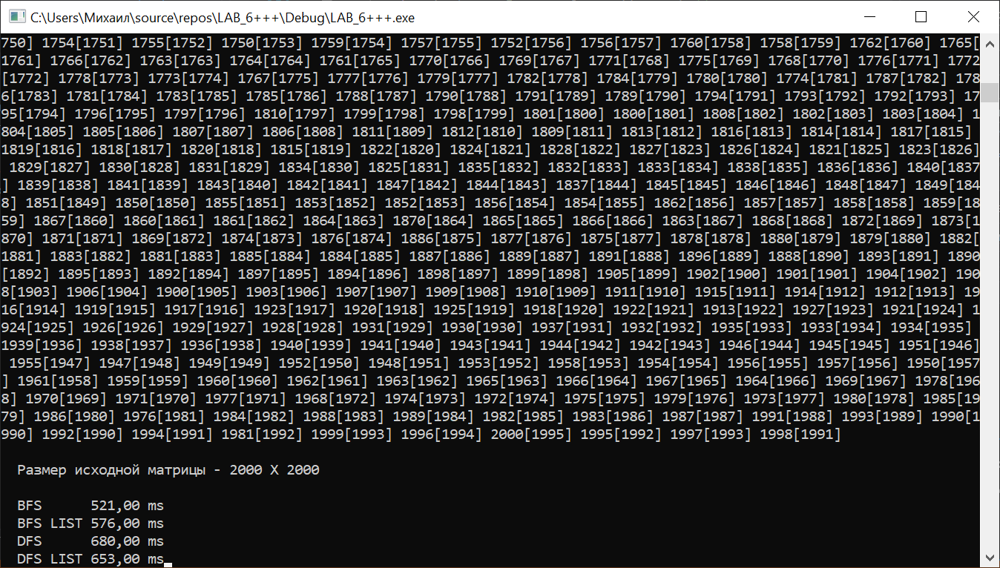 C:\Users\Михаил\source\repos\LAB_6+++\Debug\LAB_6+++.exe
750] 1754[1751] 1755[1752] 1750[1753] 1759[1754] 1757[1755] 1752[1756] 1756[1757] 1760[1758] 1758[1759] 1762[1760] 1765[
1761] 1766[1762] 1763[1763] 1764[1764] 1761[1765] 1770[1766] 1769[1767] 1771[1768] 1775[1769] 1768[1770] 1776[1771] 1772
[1772] 1778[1773] 1773[1774] 1767[1775] 1777[1776] 1779[1777] 1782[1778] 1784[1779] 1780[1780] 1774[1781] 1787[1782] 178
6[1783] 1781[1784] 1783[1785] 1785[1786] 1788[1787] 1790[1788] 1791[1789] 1789[1790] 1794[1791] 1793[1792] 1792[1793] 17
95[1794] 1796[1795] 1797[1796] 1810[1797] 1799[1798] 1798[1799] 1801[1800] 1800[1801] 1808[1802] 1802[1803] 1803[1804] 1
804[1805] 1805[1806] 1807[1807] 1806[1808] 1811[1809] 1812[1810] 1809[1811] 1813[1812] 1816[1813] 1814[1814] 1817[1815]
1819[1816] 1818[1817] 1820[1818] 1815[1819] 1822[1820] 1824[1821] 1828[1822] 1827[1823] 1826[1824] 1821[1825] 1823[1826]
1829[1827] 1830[1828] 1831[1829] 1834[1830] 1825[1831] 1835[1832] 1832[1833] 1833[1834] 1838[1835] 1836[1836] 1840[1837
] 1839[1838] 1841[1839] 1843[1840] 1842[1841] 1847[1842] 1844[1843] 1837[1844] 1845[1845] 1846[1846] 1848[1847] 1849[184
8] 1851[1849] 1850[1850] 1855[1851] 1853[1852] 1852[1853] 1856[1854] 1854[1855] 1862[1856] 1857[1857] 1858[1858] 1859[18
59] 1867[1860] 1860[1861] 1861[1862] 1864[1863] 1870[1864] 1865[1865] 1866[1866] 1863[1867] 1868[1868] 1872[1869] 1873[1
870] 1871[1871] 1869[1872] 1874[1873] 1876[1874] 1886[1875] 1877[1876] 1875[1877] 1878[1878] 1880[1879] 1879[1880] 1882[
1881] 1883[1882] 1881[1883] 1885[1884] 1884[1885] 1887[1886] 1889[1887] 1891[1888] 1896[1889] 1888[1890] 1893[1891] 1890
[1892] 1895[1893] 1892[1894] 1897[1895] 1894[1896] 1898[1897] 1899[1898] 1905[1899] 1902[1900] 1901[1901] 1904[1902] 190
8[1903] 1906[1904] 1900[1905] 1903[1906] 1907[1907] 1909[1908] 1910[1909] 1911[1910] 1915[1911] 1914[1912] 1912[1913] 19
16[1914] 1919[1915] 1917[1916] 1923[1917] 1920[1918] 1925[1919] 1918[1920] 1922[1921] 1913[1922] 1927[1923] 1921[1924] 1
924[1925] 1926[1926] 1929[1927] 1928[1928] 1931[1929] 1930[1930] 1937[1931] 1932[1932] 1935[1933] 1933[1934] 1934[1935]
1939[1936] 1938[1937] 1936[1938] 1940[1939] 1941[1940] 1943[1941] 1944[1942] 1942[1943] 1946[1944] 1945[1945] 1951[1946]
1955[1947] 1947[1948] 1949[1949] 1952[1950] 1948[1951] 1953[1952] 1958[1953] 1954[1954] 1956[1955] 1957[1956] 1950[1957
] 1961[1958] 1959[1959] 1960[1960] 1962[1961] 1963[1962] 1965[1963] 1966[1964] 1967[1965] 1964[1966] 1969[1967] 1978[196
8] 1970[1969] 1971[1970] 1977[1971] 1968[1972] 1974[1973] 1972[1974] 1975[1975] 1979[1976] 1973[1977] 1980[1978] 1985[19
79] 1986[1980] 1976[1981] 1984[1982] 1988[1983] 1989[1984] 1982[1985] 1983[1986] 1987[1987] 1991[1988] 1993[1989] 1990[1
990] 1992[1990] 1994[1991] 1981[1992] 1999[1993] 1996[1994] 2000[1995] 1995[1992] 1997[1993] 1998[1991]
Размер исходной матрицы - 2000 X 2000
BFS 521,00 ms
BFS LIST 576,00 ms
DFS 680,00 ms
DFS LIST 653,00 ms